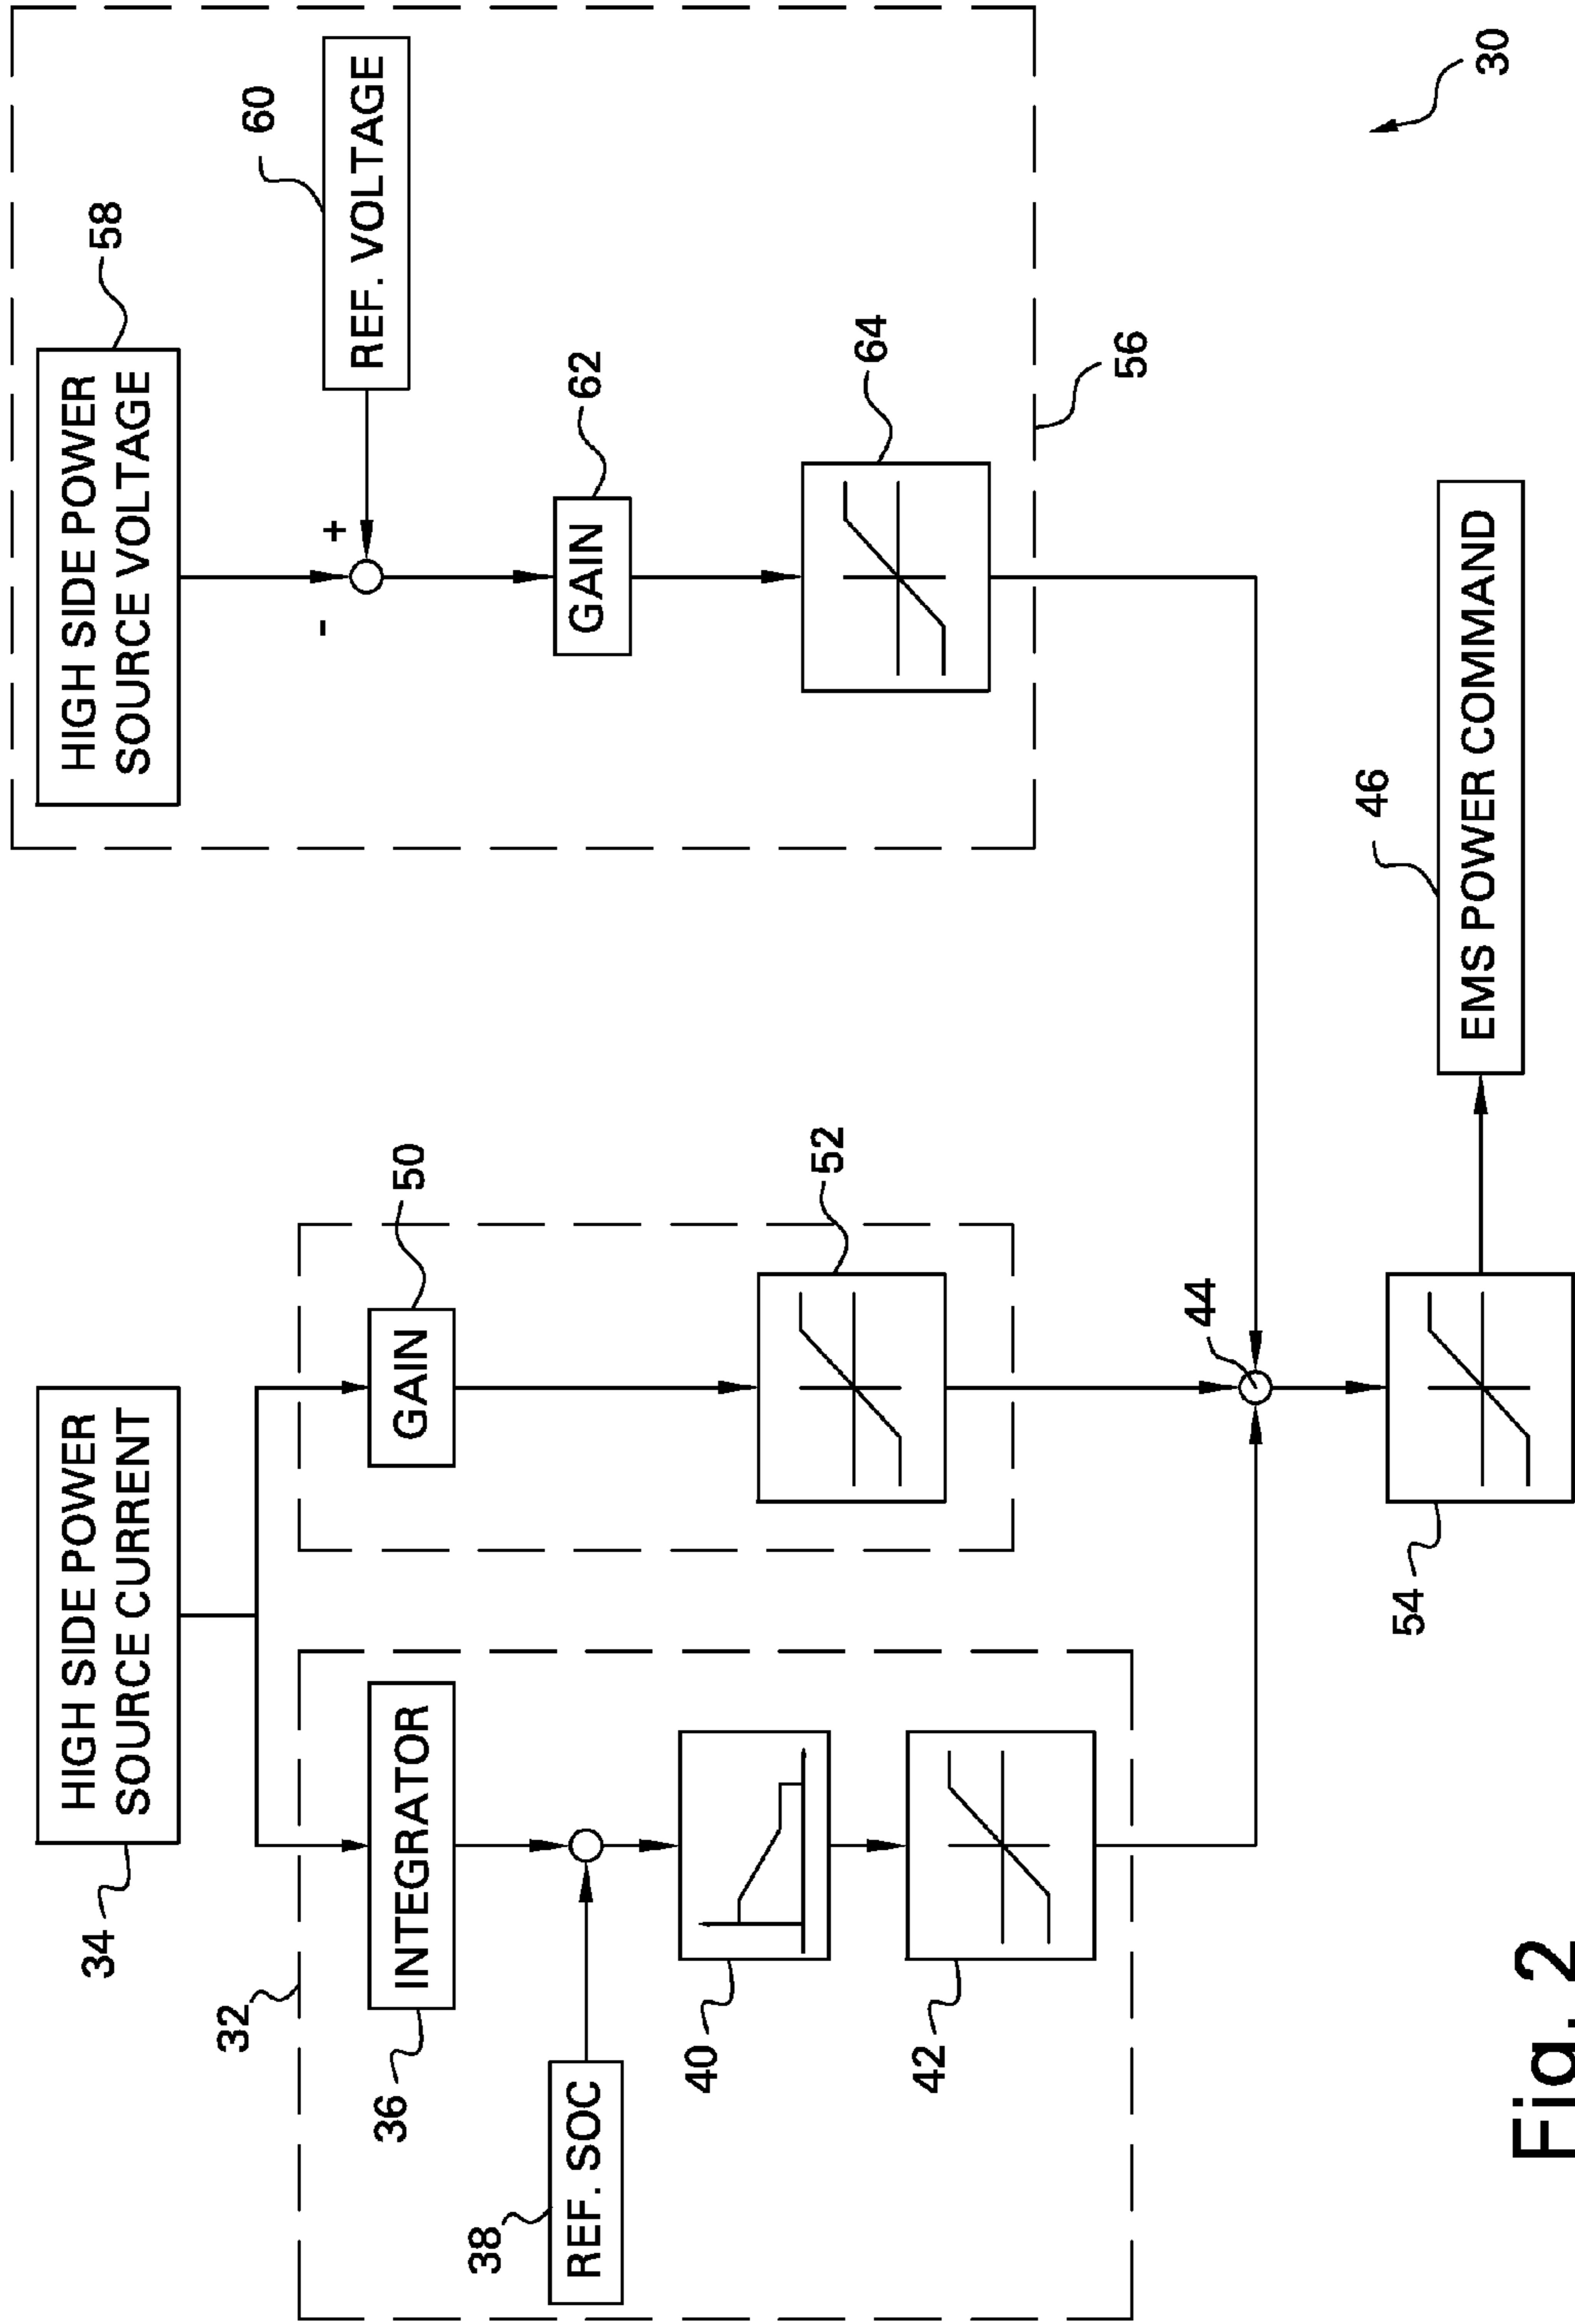 34
HIGH SIDE POWER
SOURCE CURRENT
HIGH SIDE POWER
SOURCE VOLTAGE
58
32
36
INTEGRATOR
GAIN
50
-
+
REF. VOLTAGE
60
38
REF. SOC
GAIN
62
40
42
52
64
56
44
54
EMS POWER COMMAND
46
30
Fig. 2